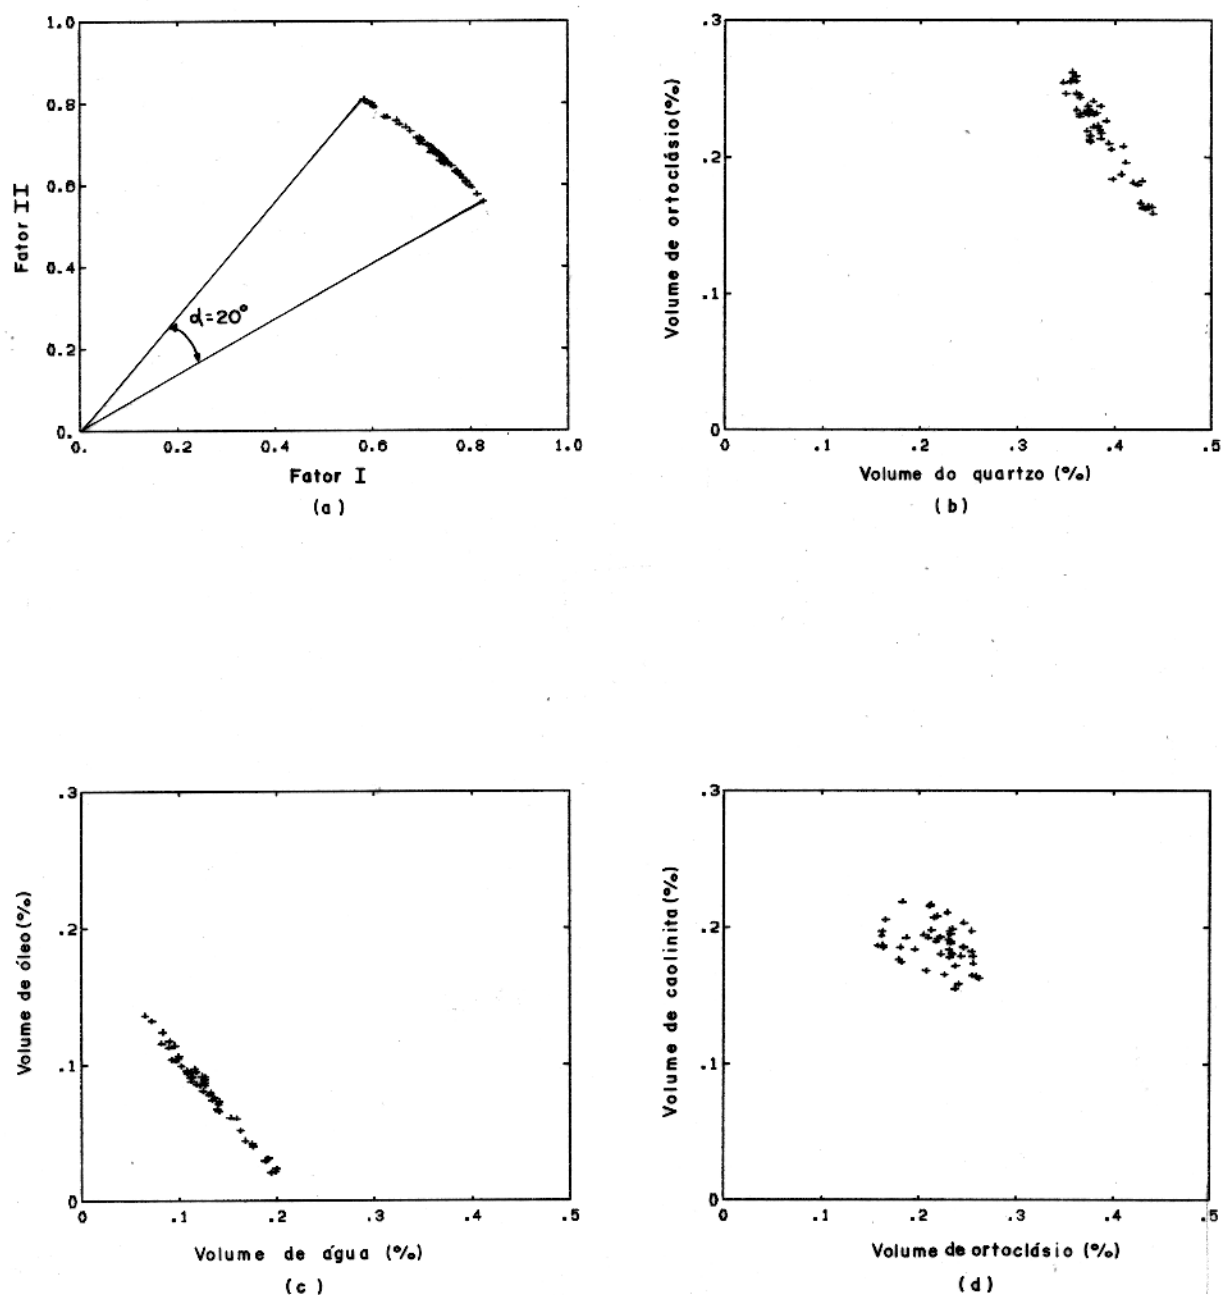 1.0
0.8
0.6
0.4
0.2
0.
Fator II
α=20°
0. 0.2 0.4 0.6 0.8 1.0
Fator I
(a)
.3
.2
.1
0
Volume de ortoclásio (%)
0 .1 .2 .3 .4 .5
Volume do quartzo (%)
(b)
.3
.2
.1
0
Volume de óleo (%)
0 .1 .2 .3 .4 .5
Volume de água (%)
(c)
.3
.2
.1
0
Volume de caolinita (%)
0 .1 .2 .3 .4 .5
Volume de ortoclásio (%)
(d)